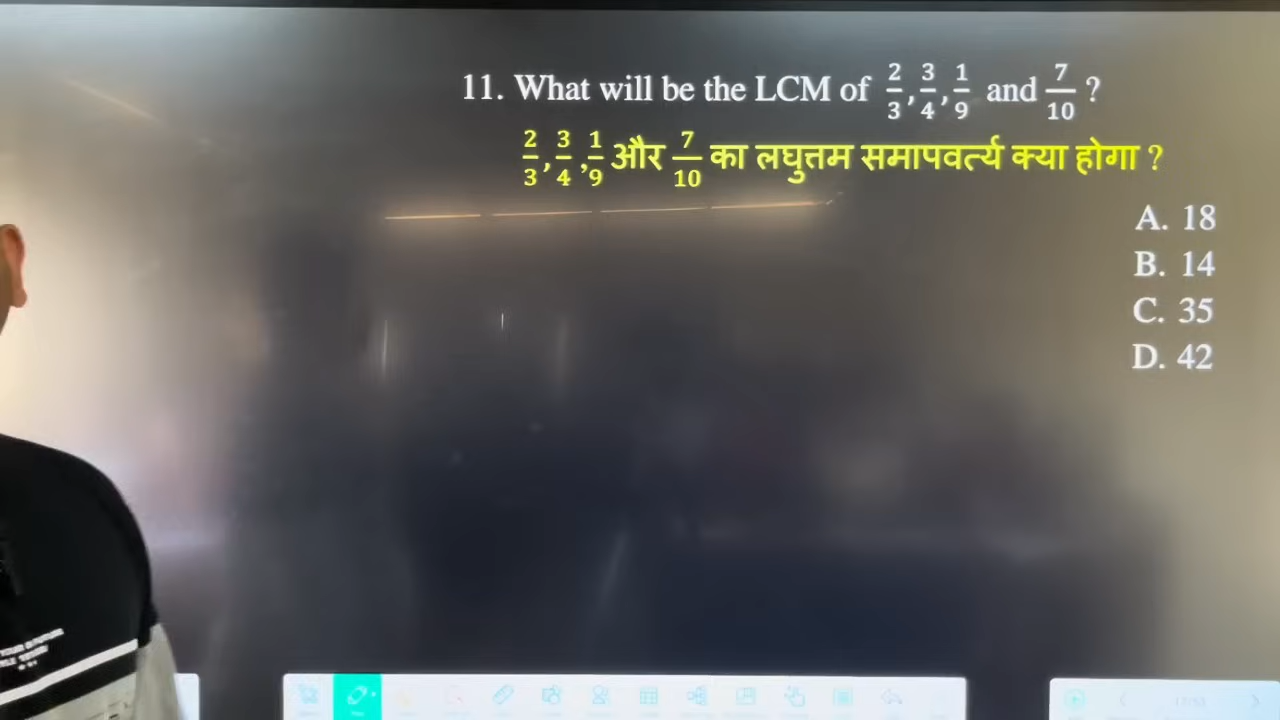 11. What will be the LCM of 2/3, 3/4, 1/9 and 7/10 ?
2/3, 3/4, 1/9 और 7/10 का लघुत्तम समापवर्त्य क्या होगा ?
A. 18
B. 14
C. 35
D. 42